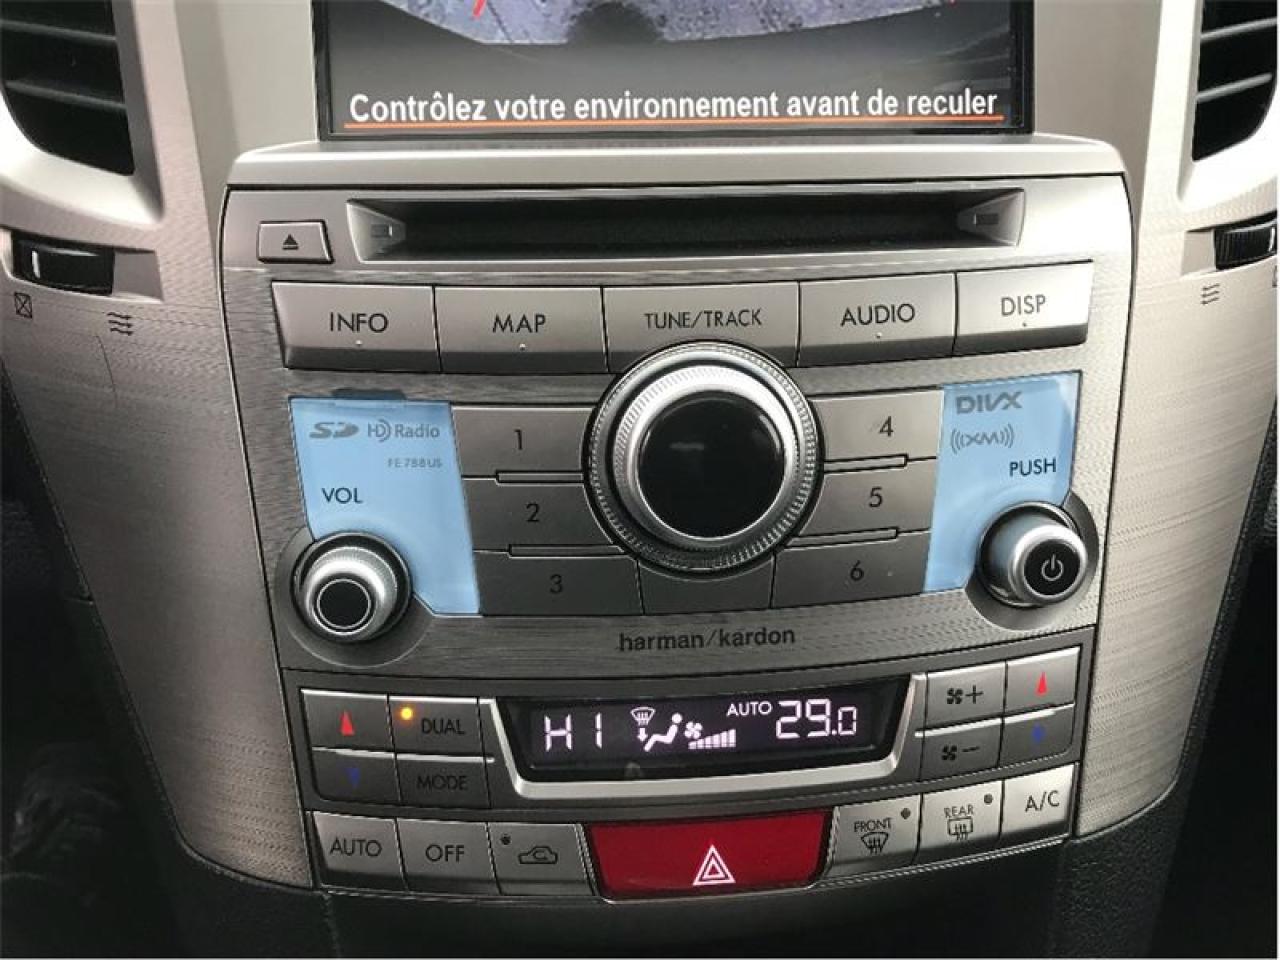 Contrôlez votre environnement avant de reculer
INFO
MAP
TUNE/TRACK
AUDIO
DISP
SD HD Radio
FE788US
VOL
1
2
3
4
5
6
DIVX
((XM))
PUSH
harman/kardon
DUAL
MODE
HI AUTO 29.0
+
-
AUTO
OFF
FRONT
REAR
A/C